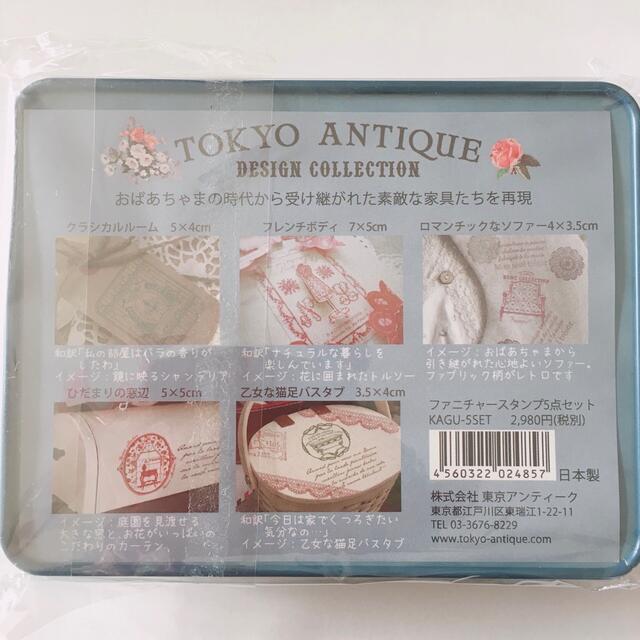 TOKYO ANTIQUE
DESIGN COLLECTION
おばあちゃまの時代から受け継がれた素敵な家具たちを再現
クラシカルルーム 5×4cm
和訳「私の部屋はバラの香りが
したわ」
イメージ：鏡に映るシャンデリア
フレンチボディ 7×5cm
和訳「ナチュラルな暮らしを
楽しんでいます」
イメージ：花に囲まれたトルソー
ロマンチックなソファー4×3.5cm
イメージ：おばあちゃまから
引き継がれた心地よいソファー。
ファブリック柄がレトロです
ひだまりの窓辺 5×5cm
イメージ：庭園を見渡せる
大きな窓と、お花がいっぱいの
こだわりのカーテン。
乙女な猫足バスタブ 3.5×4cm
和訳「今日は家でくつろぎたい
気分なの…」
イメージ：乙女な猫足バスタブ
ファニチャースタンプ5点セット
KAGU-5SET 2,980円(税別)
4560322024857
日本製
株式会社 東京アンティーク
東京都江戸川区東瑞江1-22-11
TEL 03-3676-8229
www.tokyo-antique.com